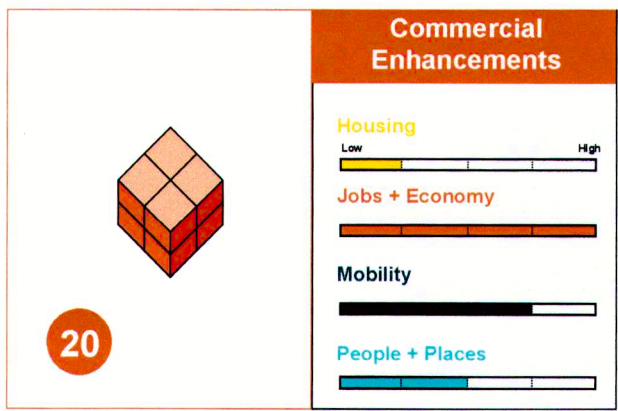 Commercial
Enhancements
Housing
Low High
Jobs + Economy
Mobility
People + Places
20